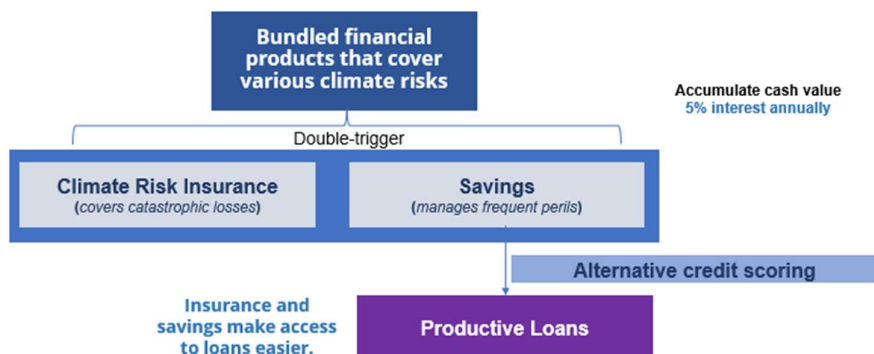 Bundled financial
products that cover
various climate risks
Accumulate cash value
5% interest annually
Double-trigger
Climate Risk Insurance
(covers catastrophic losses)
Savings
(manages frequent perils)
Alternative credit scoring
Insurance and
savings make access
to loans easier.
Productive Loans